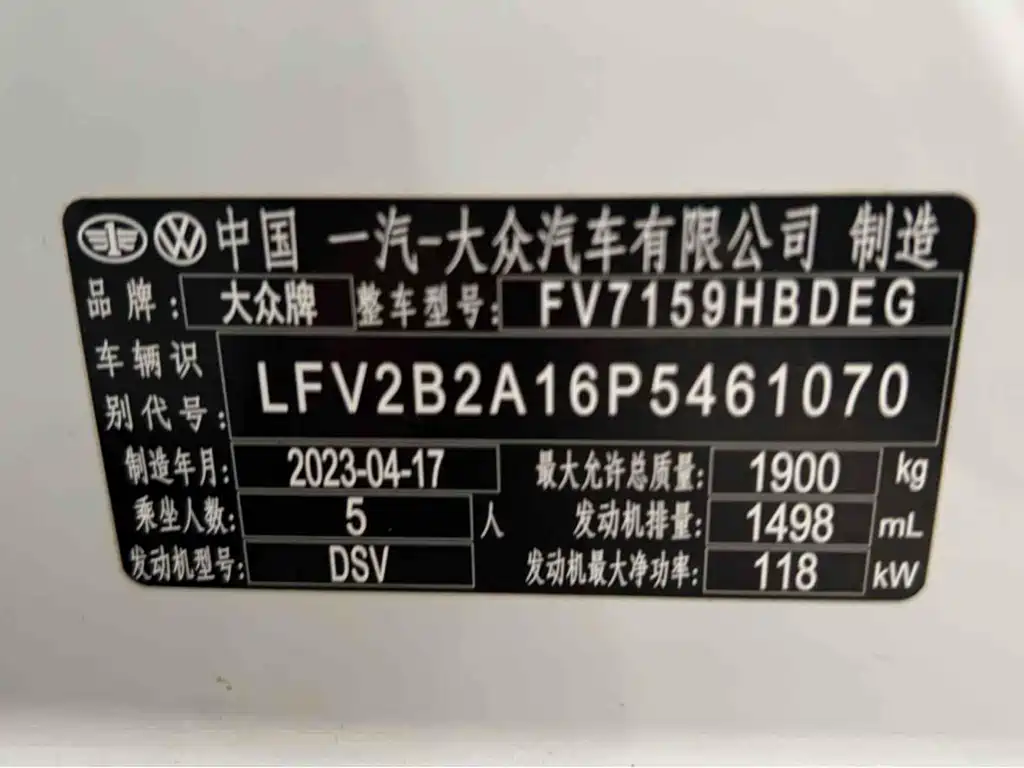 中国 一汽-大众汽车有限公司 制造
品牌: 大众牌 整车型号: FV7159HBDEG
车辆识别代号: LFV2B2A16P5461070
制造年月: 2023-04-17 最大允许总质量: 1900 kg
乘坐人数: 5 人 发动机排量: 1498 mL
发动机型号: DSV 发动机最大净功率: 118 kW